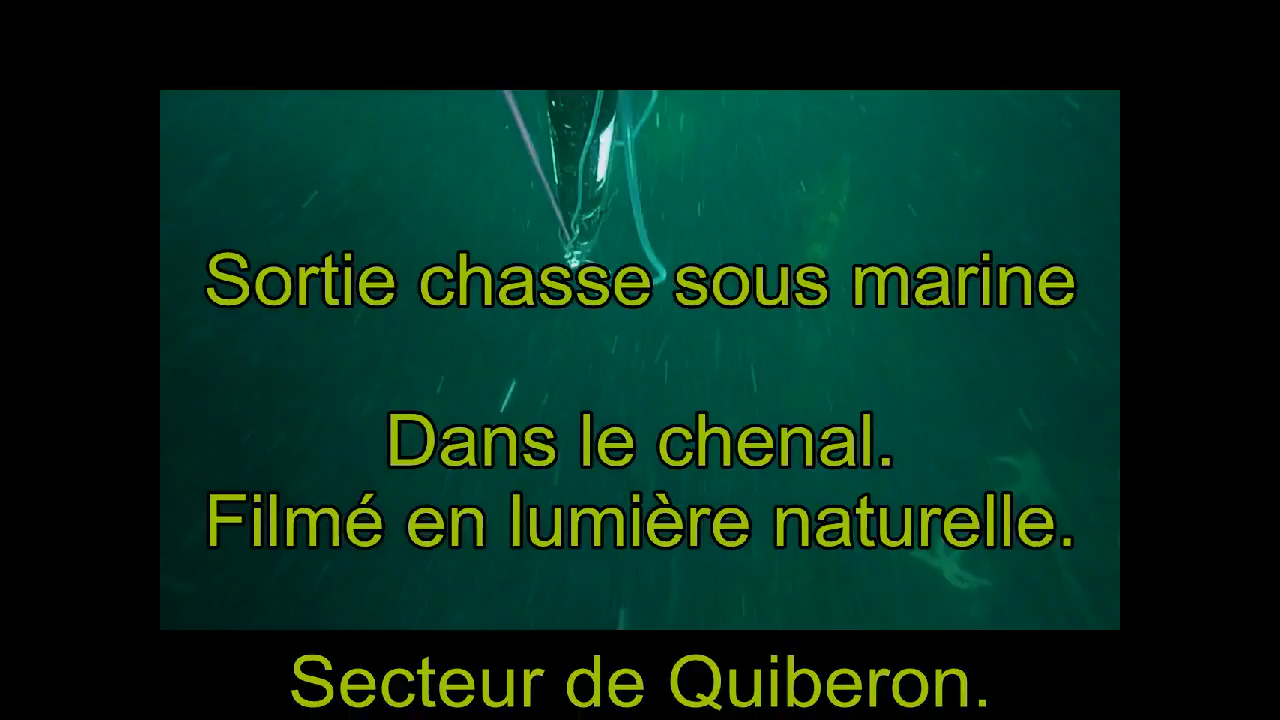 Sortie chasse sous marine
Dans le chenal.
Filmé en lumière naturelle.
Secteur de Quiberon.